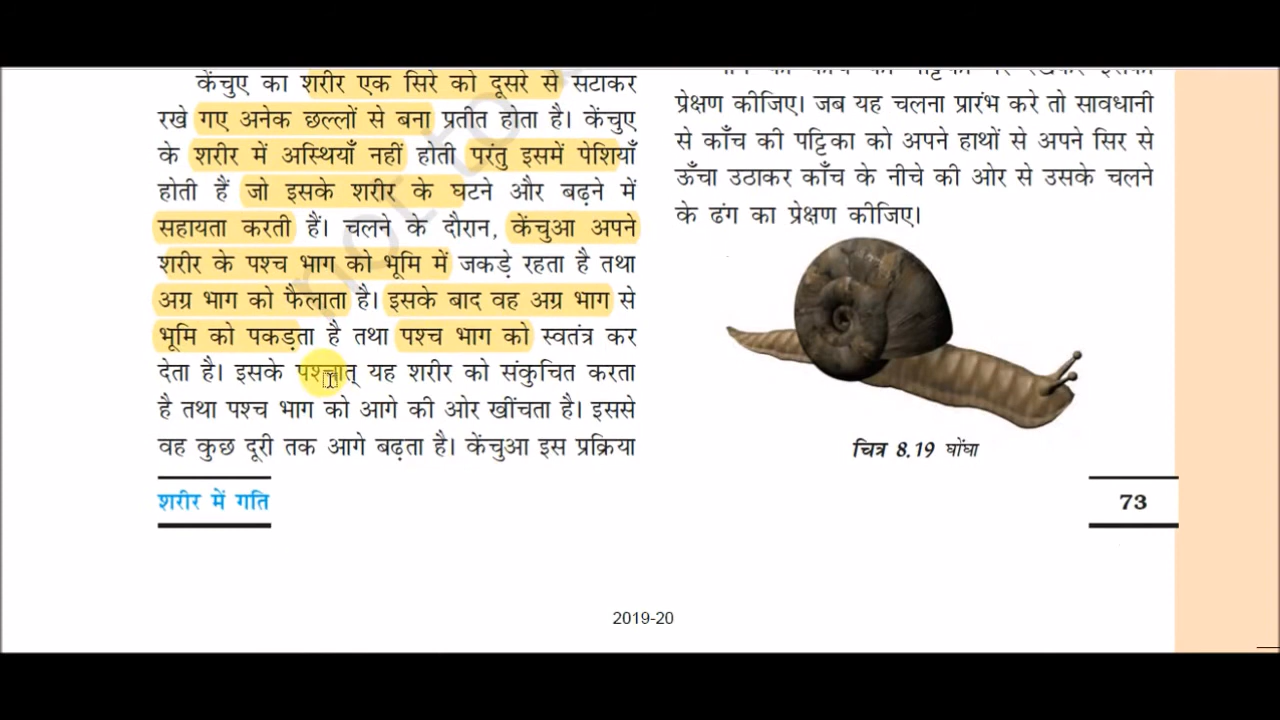 केंचुए का शरीर एक सिरे को दूसरे से सटाकर
रखे गए अनेक छल्लों से बना प्रतीत होता है। केंचुए
के शरीर में अस्थियाँ नहीं होती परंतु इसमें पेशियाँ
होती हैं जो इसके शरीर के घटने और बढ़ने में
सहायता करती हैं। चलने के दौरान, केंचुआ अपने
शरीर के पश्च भाग को भूमि में जकड़े रहता है तथा
अग्र भाग को फैलाता है। इसके बाद वह अग्र भाग से
भूमि को पकड़ता है तथा पश्च भाग को स्वतंत्र कर
देता है। इसके पश्चात् यह शरीर को संकुचित करता
है तथा पश्च भाग को आगे की ओर खींचता है। इससे
वह कुछ दूरी तक आगे बढ़ता है। केंचुआ इस प्रक्रिया
प्रेक्षण कीजिए। जब यह चलना प्रारंभ करे तो सावधानी
से काँच की पट्टिका को अपने हाथों से अपने सिर से
ऊँचा उठाकर काँच के नीचे की ओर से उसके चलने
के ढंग का प्रेक्षण कीजिए।
चित्र 8.19 घोंघा
शरीर में गति
73
2019-20
not to